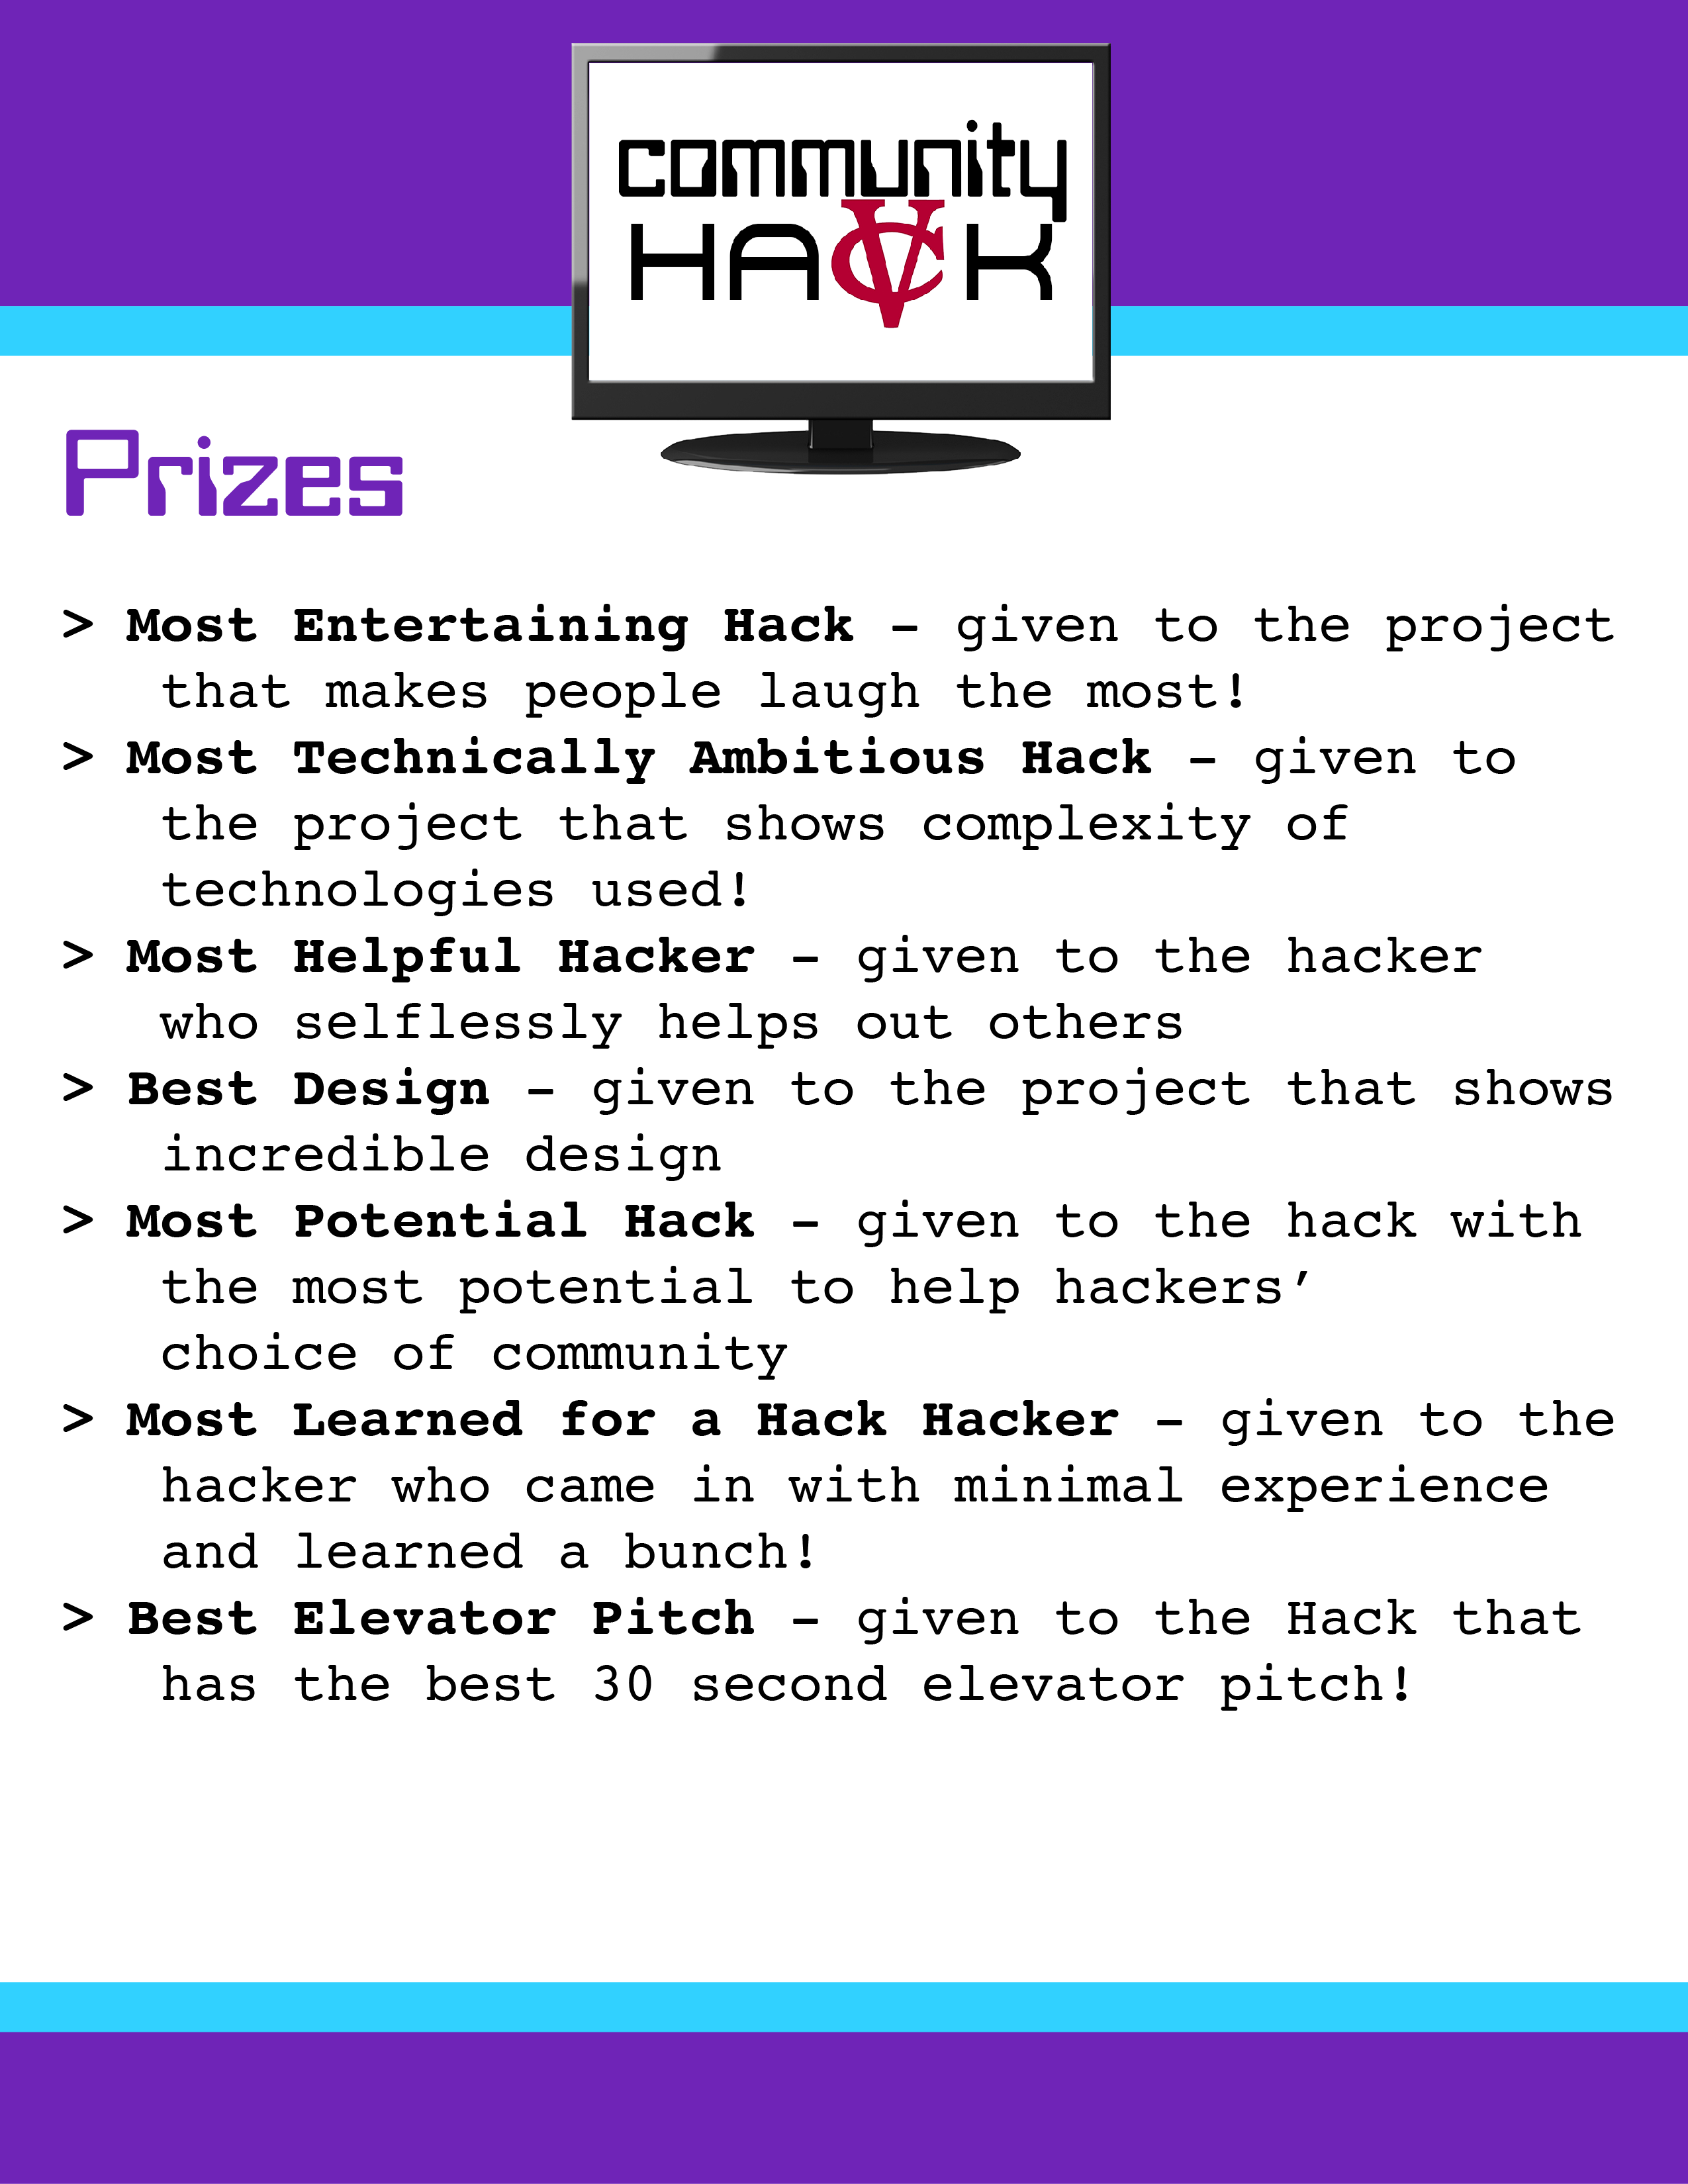 community
HACK
Prizes
> Most Entertaining Hack - given to the project
that makes people laugh the most!
> Most Technically Ambitious Hack - given to
the project that shows complexity of
technologies used!
> Most Helpful Hacker - given to the hacker
who selflessly helps out others
> Best Design - given to the project that shows
incredible design
> Most Potential Hack - given to the hack with
the most potential to help hackers’
choice of community
> Most Learned for a Hack Hacker - given to the
hacker who came in with minimal experience
and learned a bunch!
> Best Elevator Pitch - given to the Hack that
has the best 30 second elevator pitch!